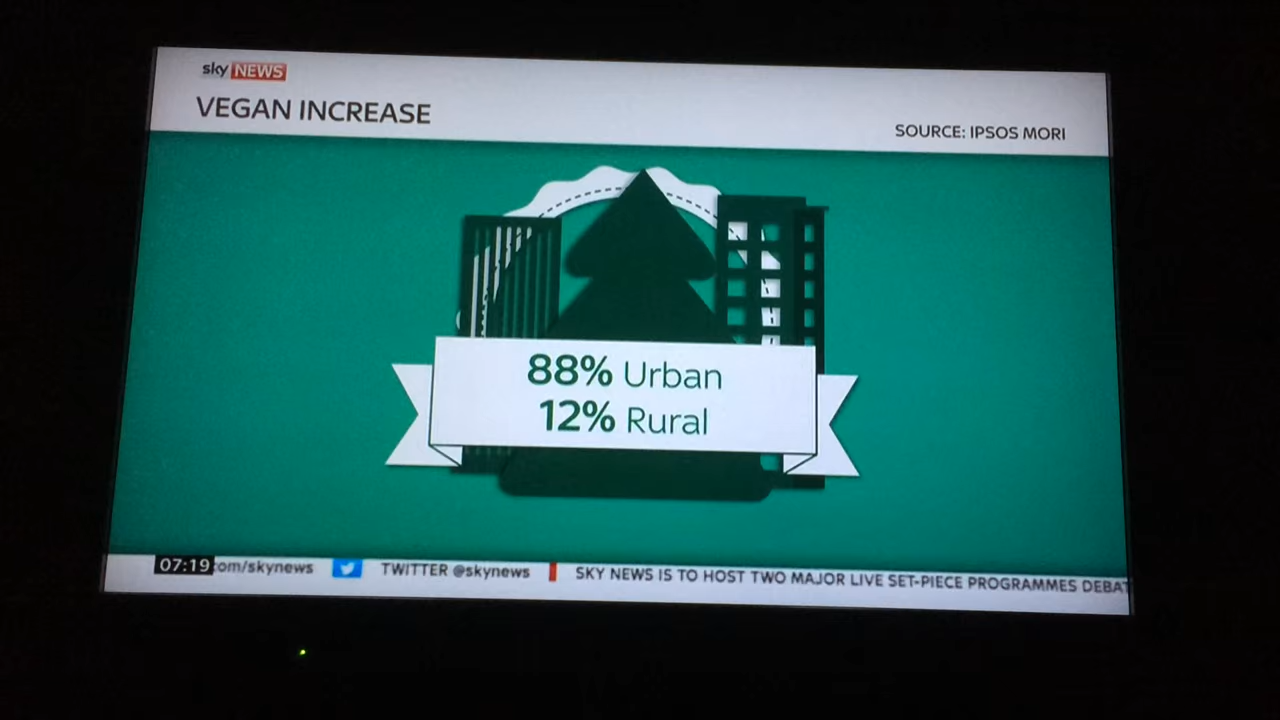 sky NEWS
VEGAN INCREASE
SOURCE: IPSOS MORI
88% Urban
12% Rural
07:19 com/skynews TWITTER @skynews SKY NEWS IS TO HOST TWO MAJOR LIVE SET-PIECE PROGRAMMES DEBAT